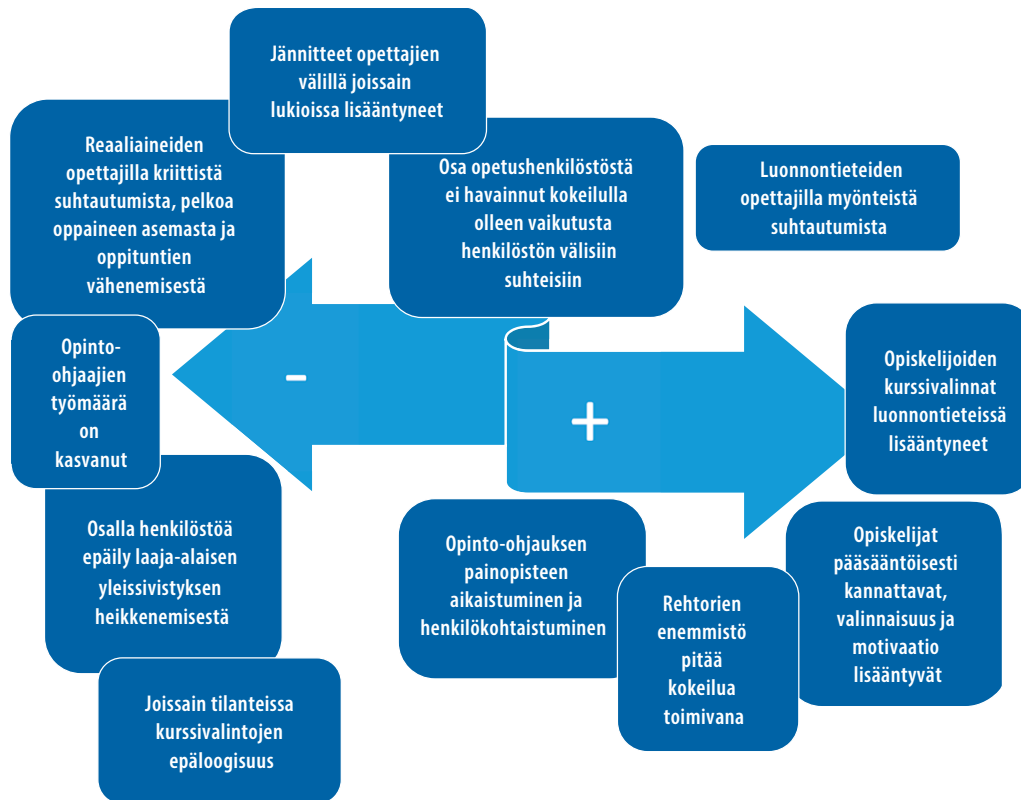 Jännitteet opettajien
välillä joissain
lukioissa lisääntyneet
Reaaliaineiden
opettajilla kriittistä
suhtautumista, pelkoa
oppaineen asemasta ja
oppituntien
vähenemisestä
Osa opetushenkilöstöstä
ei havainnut kokeilulla
olleen vaikutusta
henkilöstön välisiin
suhteisiin
Luonnontieteiden
opettajilla myönteistä
suhtautumista
Opinto-
ohjaajien
työmäärä
on
kasvanut
-
+
Opiskelijoiden
kurssivalinnat
luonnontieteissä
lisääntyneet
Osalla henkilöstöä
epäily laaja-alaisen
yleissivistyksen
heikkenemisestä
Opinto-ohjauksen
painopisteen
aikaistuminen ja
henkilökohtaistuminen
Rehtorien
enemmistö
pitää
kokeilua
toimivana
Opiskelijat
pääsääntöisesti
kannattavat,
valinnaisuus ja
motivaatio
lisääntyvät
Joissain tilanteissa
kurssivalintojen
epäloogisuus